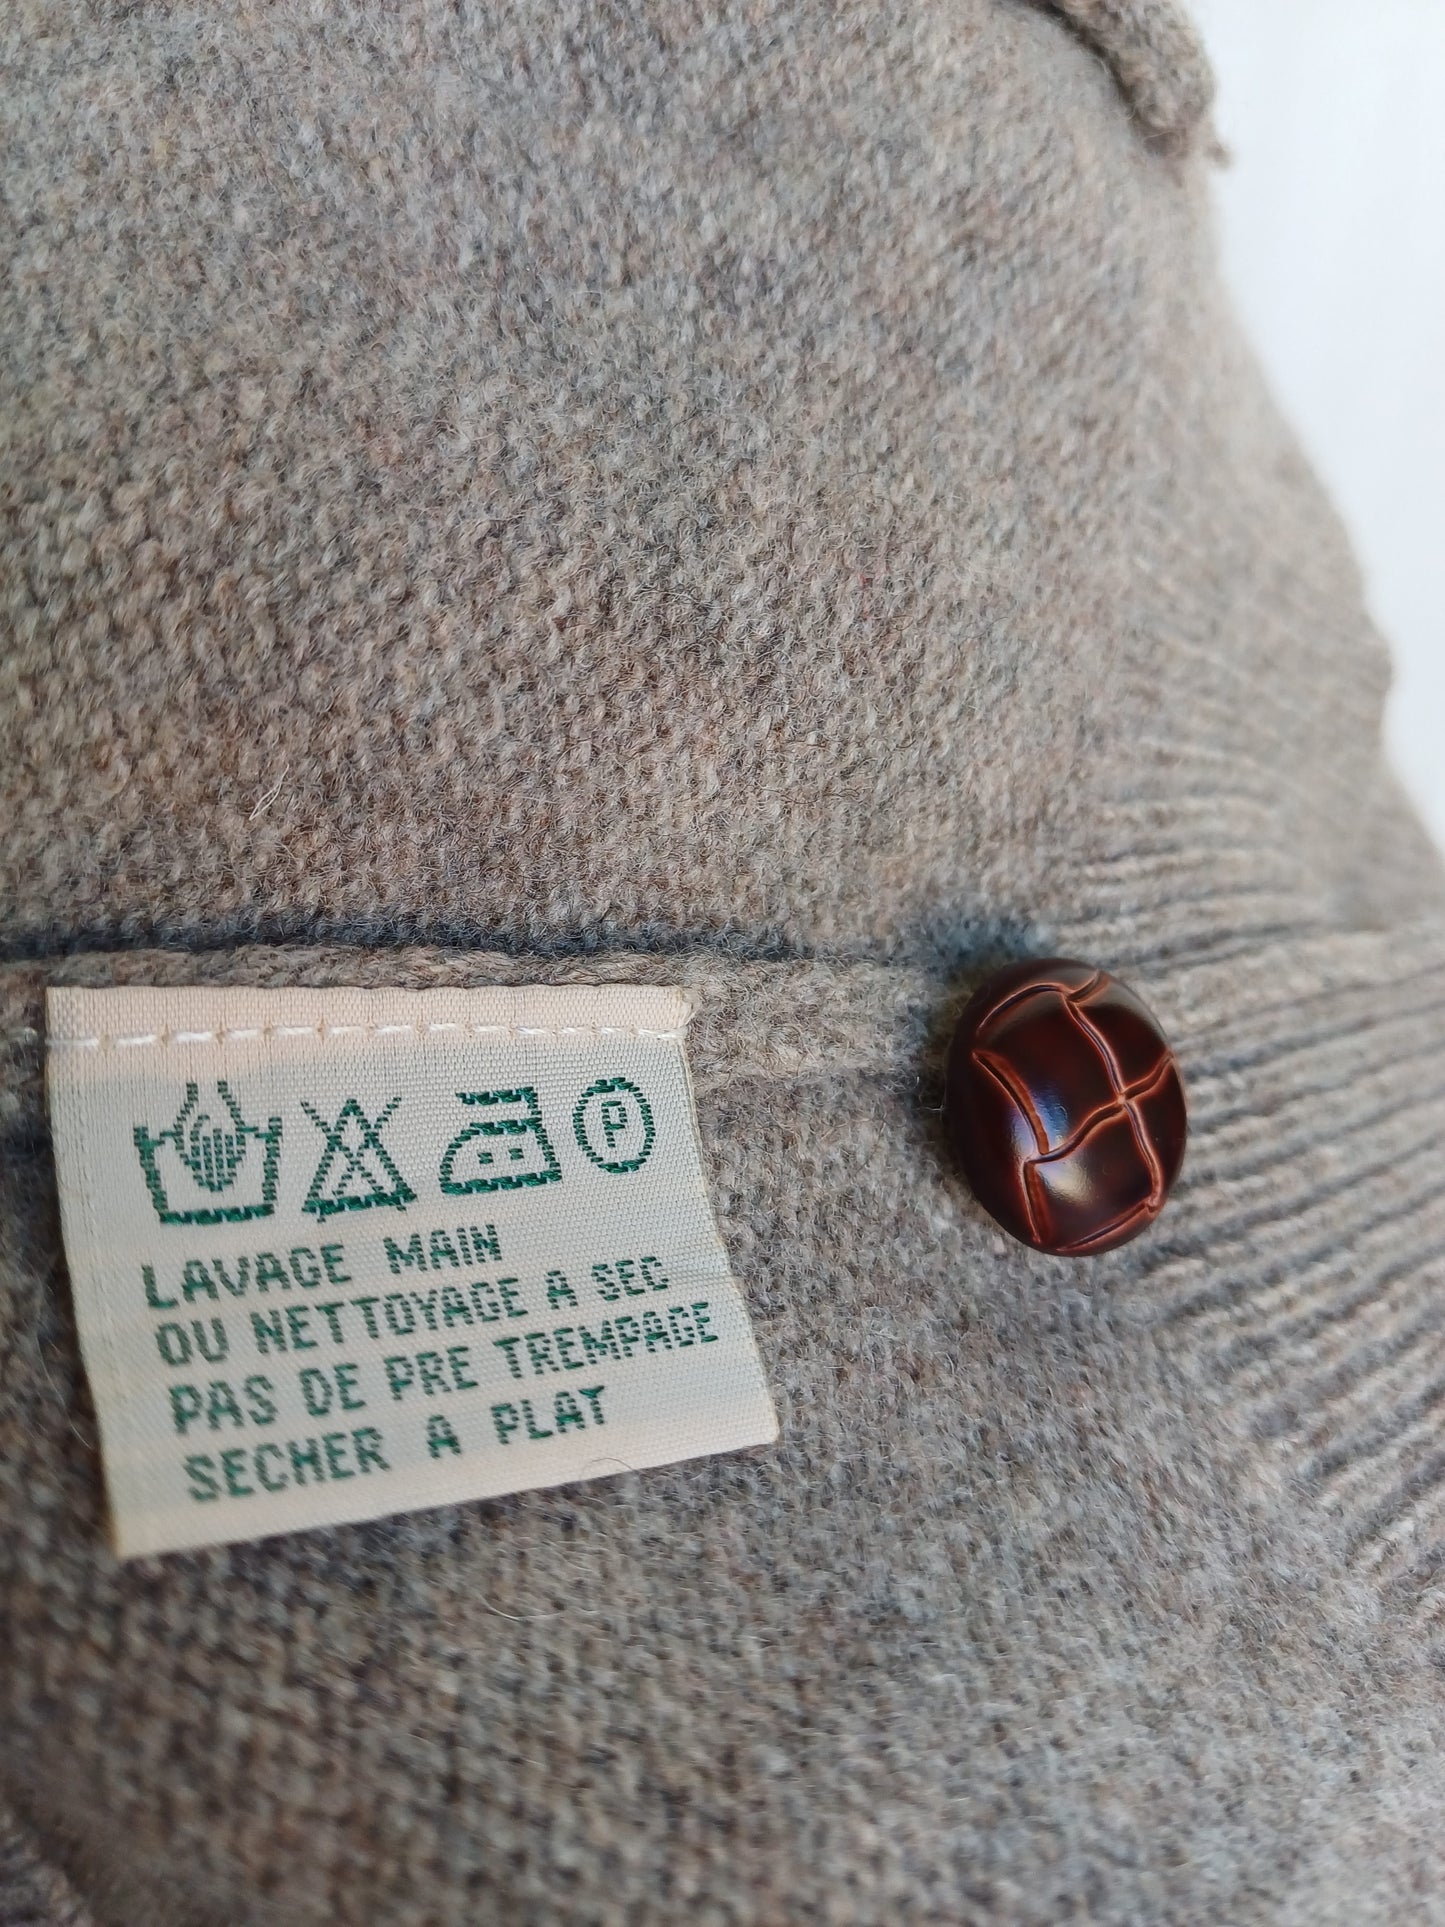 P
LAVAGE MAIN
OU NETTOYAGE A SEC
PAS DE PRE TREMPAGE
SECHER A PLAT